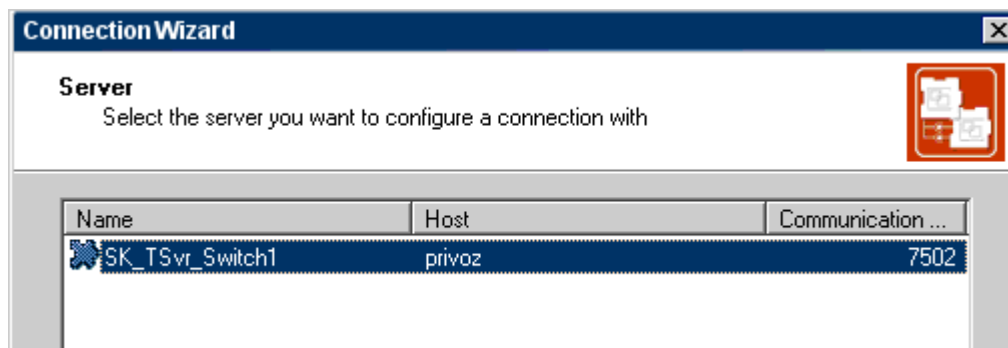 Connection Wizard
Server
Select the server you want to configure a connection with
Name Host Communication ...
SK_TSvr_Switch1 privoz 7502